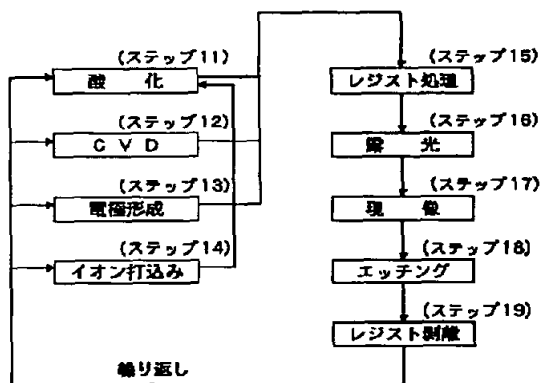 (ステップ11)
酸 化
(ステップ12)
C V D
(ステップ13)
電極形成
(ステップ14)
イオン打込み
(ステップ15)
レジスト処理
(ステップ16)
露 光
(ステップ17)
現 像
(ステップ18)
エッチング
(ステップ19)
レジスト剥離
繰り返し